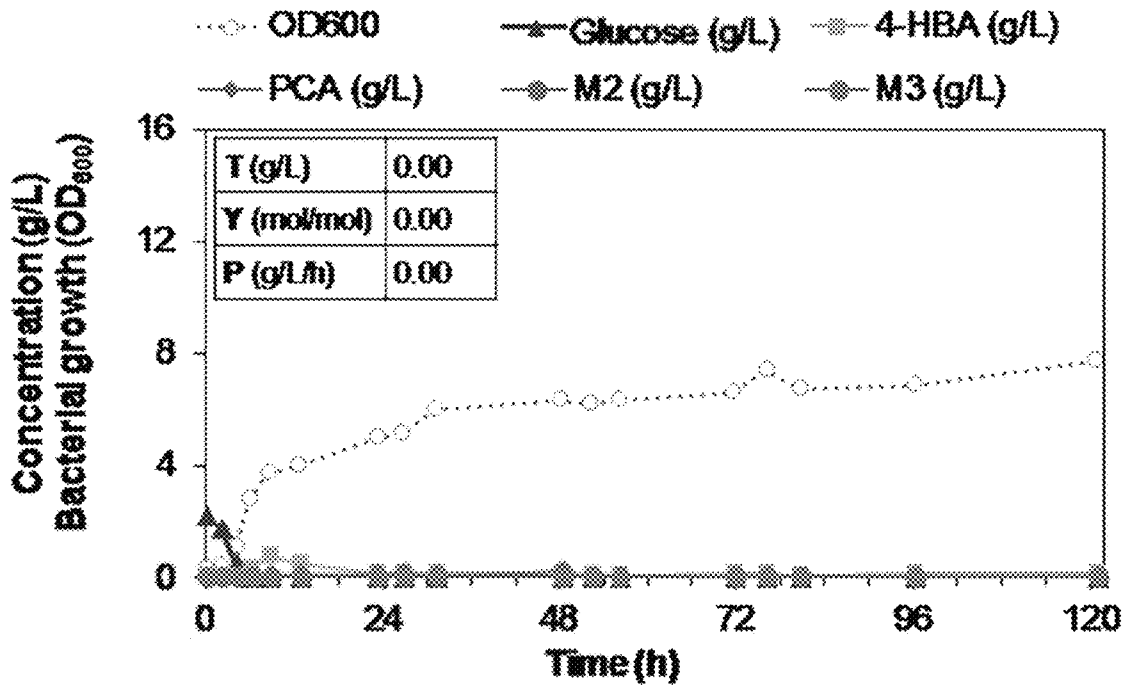 OD600 Glucose (g/L) 4-HBA (g/L)
PCA (g/L) M2 (g/L) M3 (g/L)
Concentration (g/L)
Bacterial growth (OD600)
16
12
8
4
0
T (g/L) 0.00
Y (mol/mol) 0.00
P (g/L/h) 0.00
0 24 48 72 96 120
Time (h)